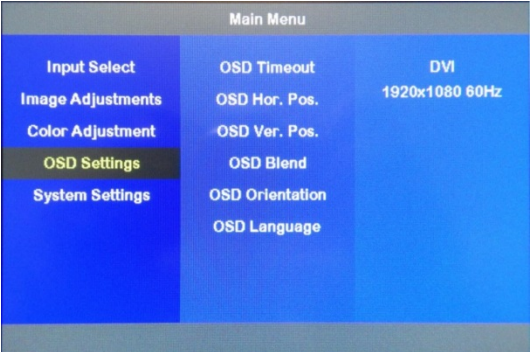 Main Menu
Input Select
Image Adjustments
Color Adjustment
OSD Settings
System Settings
OSD Timeout
OSD Hor. Pos.
OSD Ver. Pos.
OSD Blend
OSD Orientation
OSD Language
DVI
1920x1080 60Hz